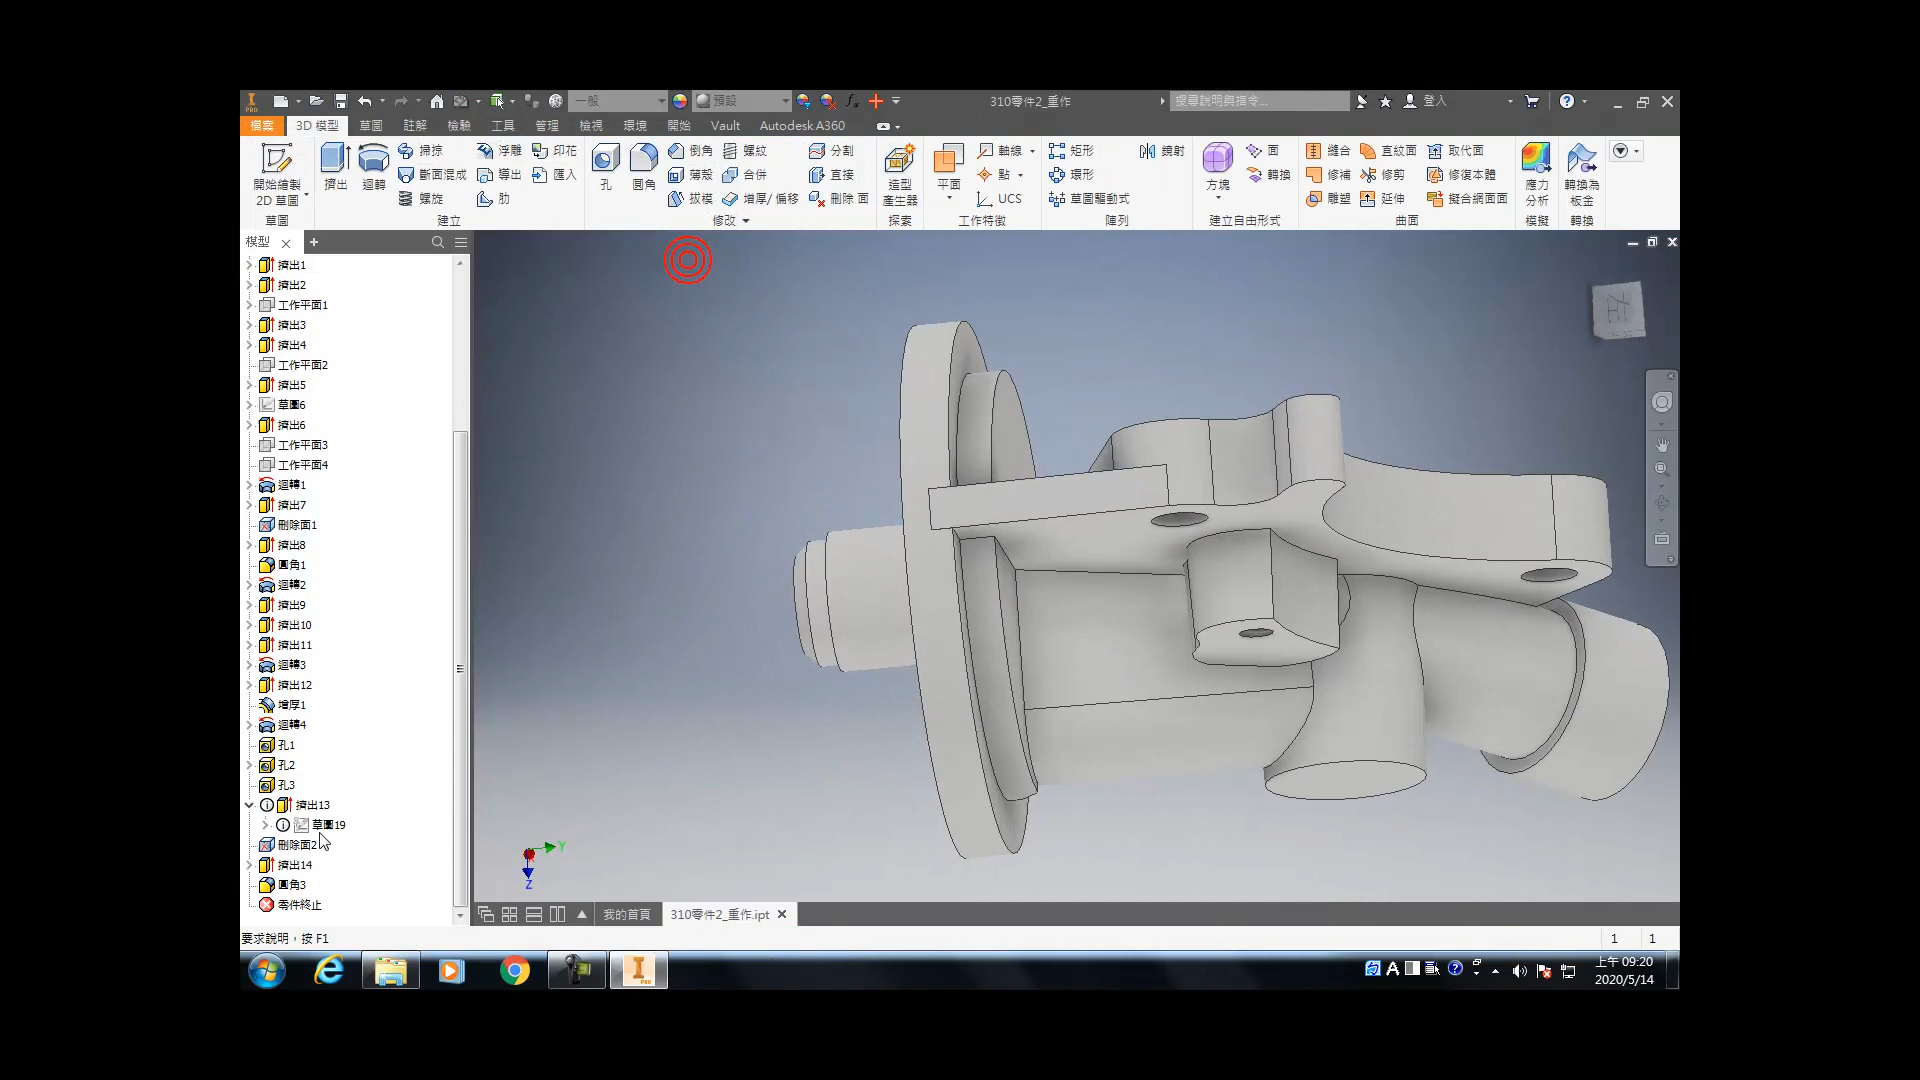 PRO 一般 預設 fx 310零件2_重作 搜尋說明與指令... 登入
檔案 3D 模型 草圖 註解 檢驗 工具 管理 檢視 環境 開始 Vault Autodesk A360
開始繪製 2D 草圖
草圖
擠出 迴轉
掃掠 浮雕 印花
斷面混成 導出 匯入
螺旋 肋
建立
孔 圓角
倒角 螺紋 分割
薄殼 合併 直接
拔模 增厚/ 偏移 刪除 面
修改
造型 產生器
探索
平面
軸線
點
UCS
工作特徵
矩形 鏡射
環形
草圖驅動式
陣列
方塊
面
轉換
建立自由形式
縫合 直紋面 取代面
修補 修剪 修復本體
雕塑 延伸 擬合網面面
曲面
應力 分析
模擬
轉換為 板金
轉換
模型
擠出1
擠出2
工作平面1
擠出3
擠出4
工作平面2
擠出5
草圖6
擠出6
工作平面3
工作平面4
迴轉1
擠出7
刪除面1
擠出8
圓角1
迴轉2
擠出9
擠出10
擠出11
迴轉3
擠出12
增厚1
迴轉4
孔1
孔2
孔3
擠出13
草圖19
刪除面2
擠出14
圓角3
零件終止
Y
Z
我的首頁 310零件2_重作.ipt
要求說明，按 F1
1 1
A
上午 09:20
2020/5/14